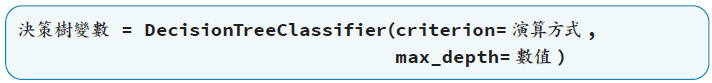 決策樹變數 = DecisionTreeClassifier(criterion=演算方式,
max_depth=數值)